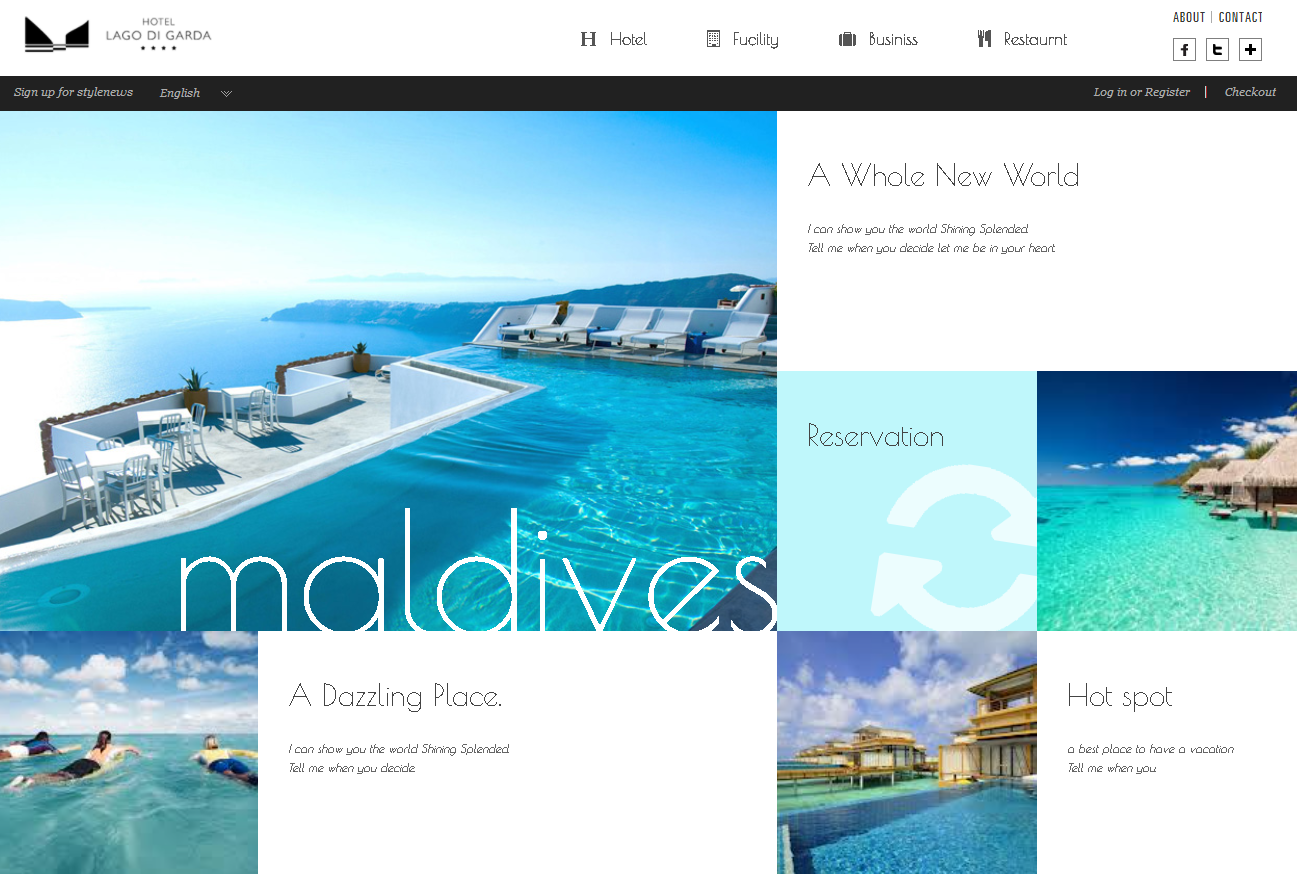 HOTEL
LAGO DI GARDA
Hotel
Fucility
Businiss
Restaurnt
ABOUT | CONTACT
Sign up for stylenews
English
Log in or Register | Checkout
A Whole New World
I can show you the world Shining Splended.
Tell me when you decide let me be in your heart.
Reservation
maldives
A Dazzling Place.
I can show you the world Shining Splended.
Tell me when you decide.
Hot spot
a best place to have a vacation
Tell me when you.